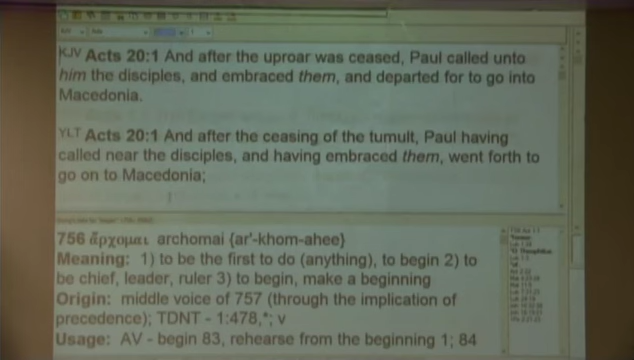 KJV Acts 20:1 And after the uproar was ceased, Paul called unto
him the disciples, and embraced them, and departed for to go into
Macedonia.
YLT Acts 20:1 And after the ceasing of the tumult, Paul having
called near the disciples, and having embraced them, went forth to
go on to Macedonia;
756 ἄρχομαι archomai {ar'-khom-ahee}
Meaning: 1) to be the first to do (anything), to begin 2) to
be chief, leader, ruler 3) to begin, make a beginning
Origin: middle voice of 757 (through the implication of
precedence); TDNT - 1:478,*; v
Usage: AV - begin 83, rehearse from the beginning 1; 84